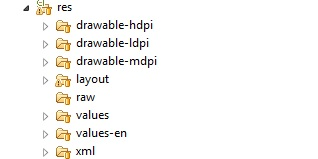 res
drawable-hdpi
drawable-ldpi
drawable-mdpi
layout
raw
values
values-en
xml